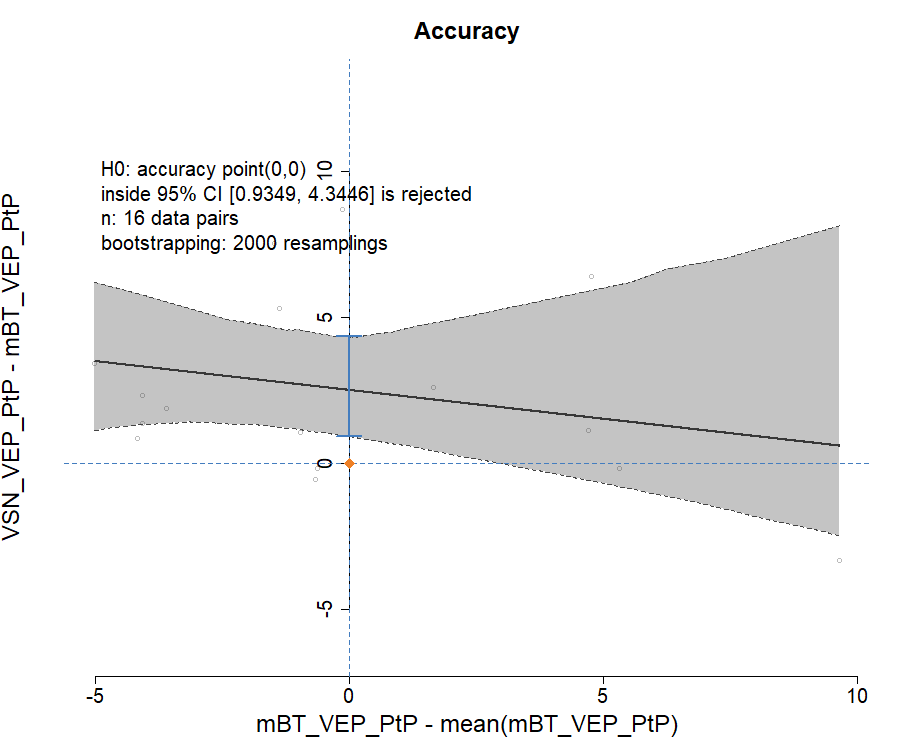 Accuracy
H0: accuracy point(0,0)
inside 95% CI [0.9349, 4.3446] is rejected
n: 16 data pairs
bootstrapping: 2000 resamplings
VSN_VEP_PtP - mBT_VEP_PtP
10
5
0
-5
-5
0
5
10
mBT_VEP_PtP - mean(mBT_VEP_PtP)